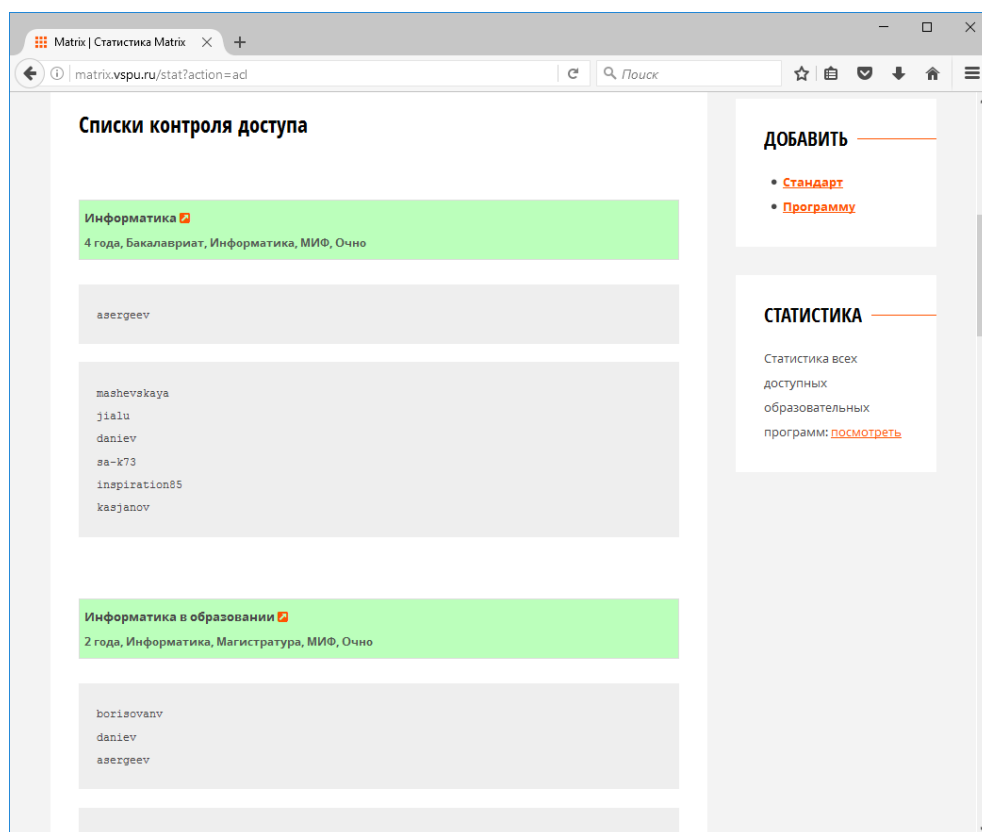 Matrix | Статистика Matrix
matrix.vspu.ru/stat?action=acl
Поиск
Списки контроля доступа
Информатика
4 года, Бакалавриат, Информатика, МИФ, Очно
asergeev
mashevskaya
jialu
daniev
sa-k73
inspiration85
kasjanov
Информатика в образовании
2 года, Информатика, Магистратура, МИФ, Очно
borisovanv
daniev
asergeev
ДОБАВИТЬ
• Стандарт
• Программу
СТАТИСТИКА
Статистика всех
доступных
образовательных
программ: посмотреть